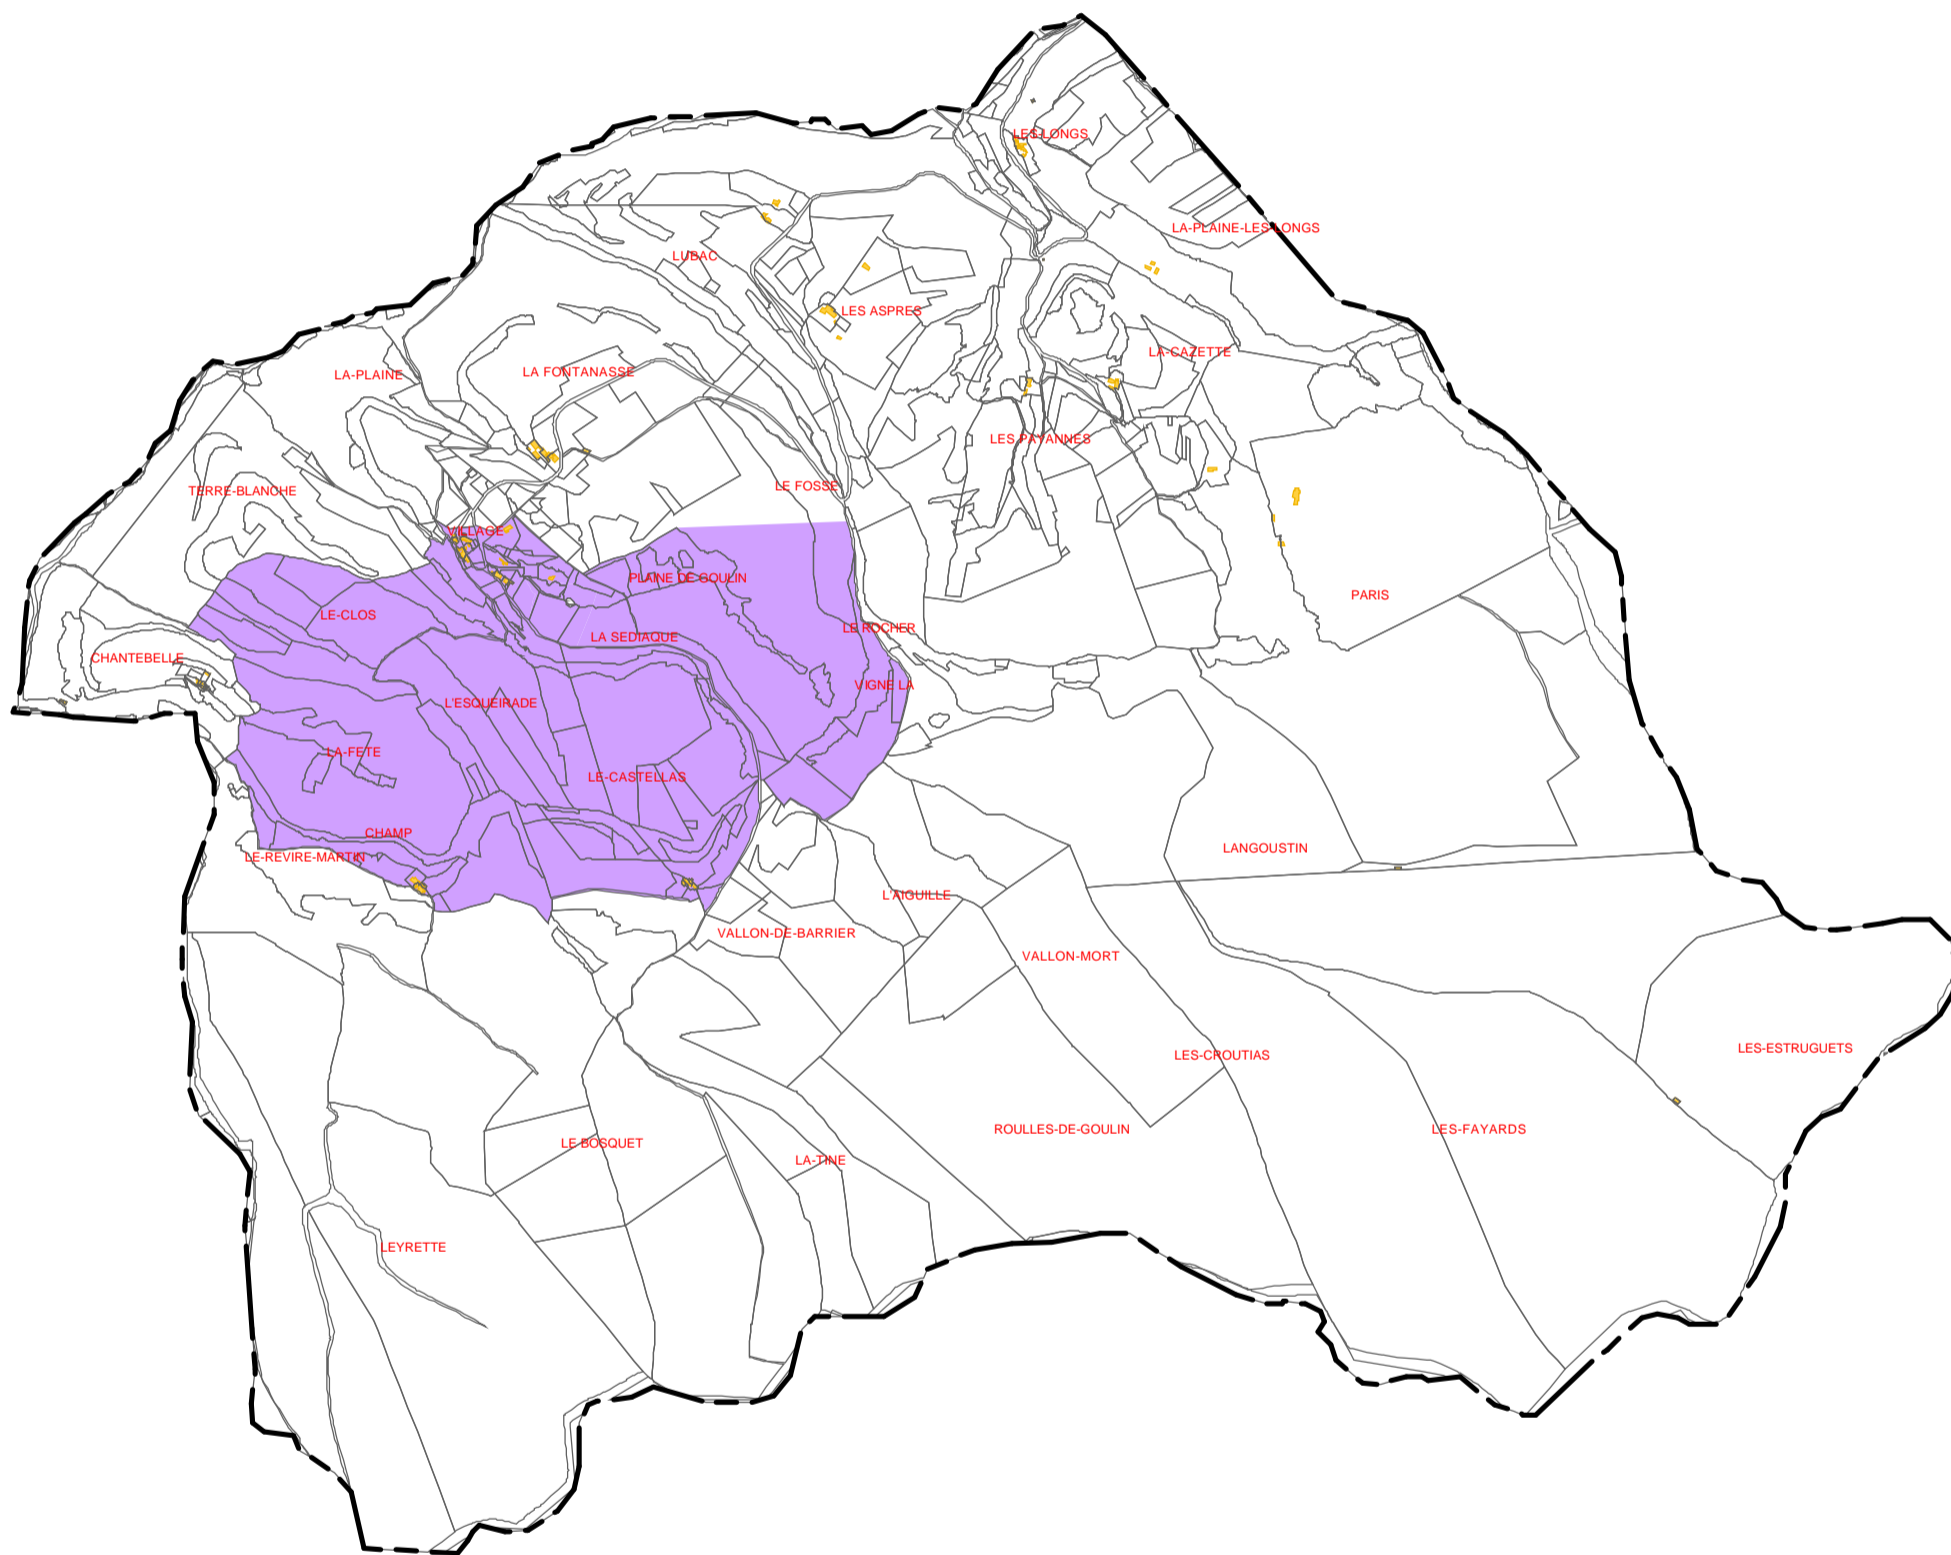 LES-LONGS
LA-PLAINE-LES-LONGS
LUBAC
LES ASPRES
LA-CAZETTE
LA-PLAINE
LA FONTANASSE
LES PAYANNES
TERRE-BLANCHE
LE FOSSE
VILLAGE
PLAINE DE GOULIN
PARIS
LE-CLOS
LE ROCHER
LA SEDIAQUE
CHANTEBELLE
VIGNE LA
L'ESQUEIRADE
LA-FETE
LE-CASTELLAS
CHAMP
LANGOUSTIN
LE-REVIRE-MARTIN
L'AIGUILLE
VALLON-DE-BARRIER
VALLON-MORT
LES-ESTRUGUETS
LES-CROUTIAS
ROULLES-DE-GOULIN
LES-FAYARDS
LE BOSQUET
LA-TINE
LEYRETTE